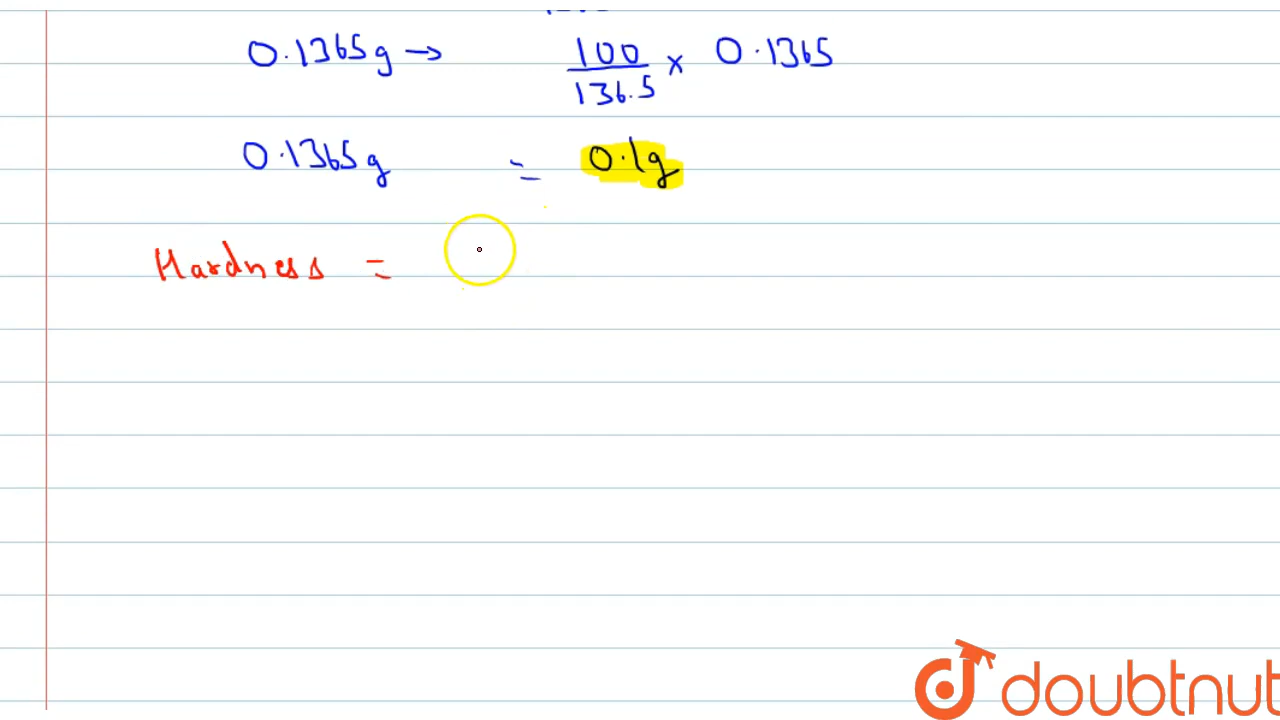 0.1365g → 100/136.5 × 0.1365
0.1365g = 0.1g
Hardness =
doubtnut